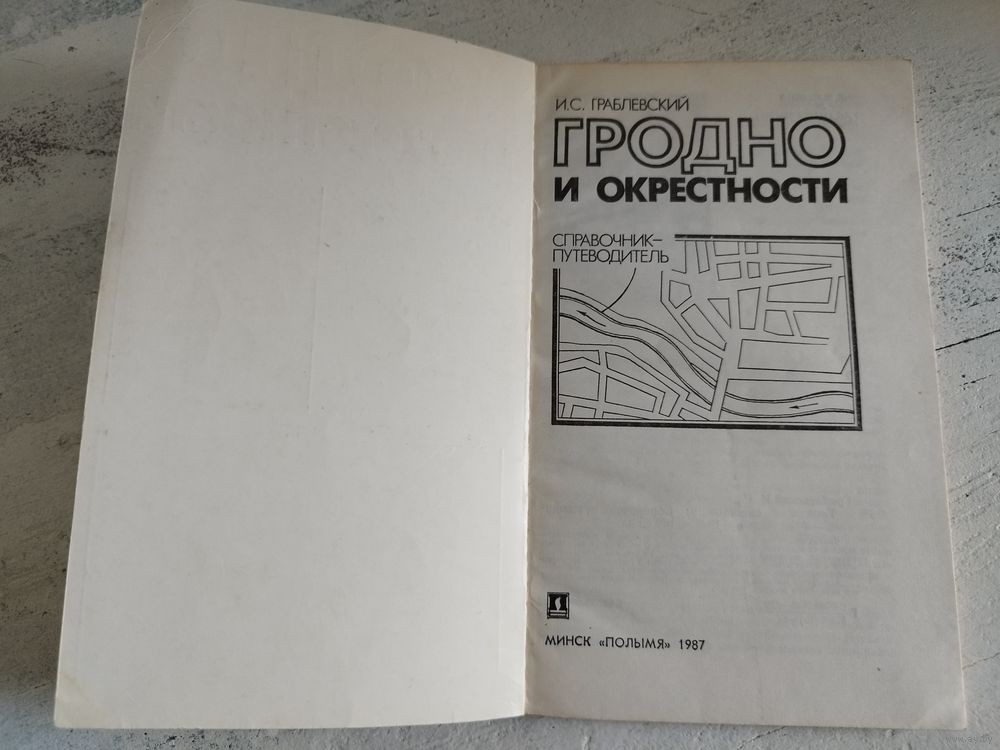 И.С. ГРАБЛЕВСКИЙ
ГРОДНО
И ОКРЕСТНОСТИ
СПРАВОЧНИК-
ПУТЕВОДИТЕЛЬ
МИНСК «ПОЛЫМЯ» 1987